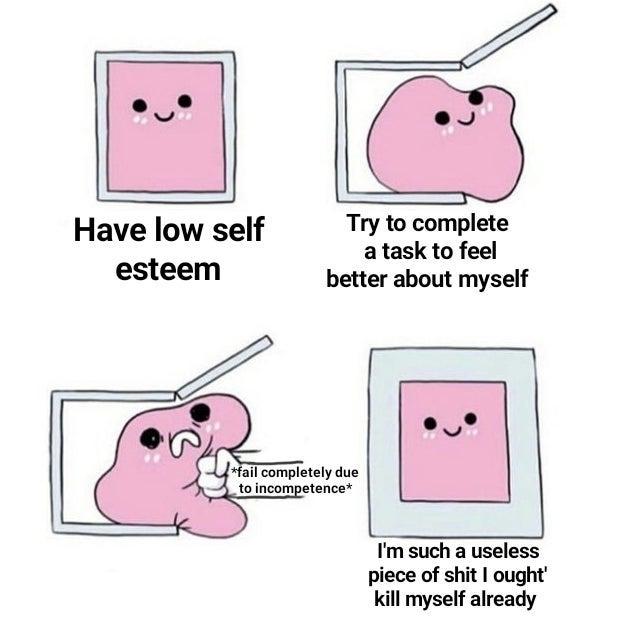 Have low self
esteem
Try to complete
a task to feel
better about myself
*fail completely due
to incompetence*
I'm such a useless
piece of shit I ought'
kill myself already